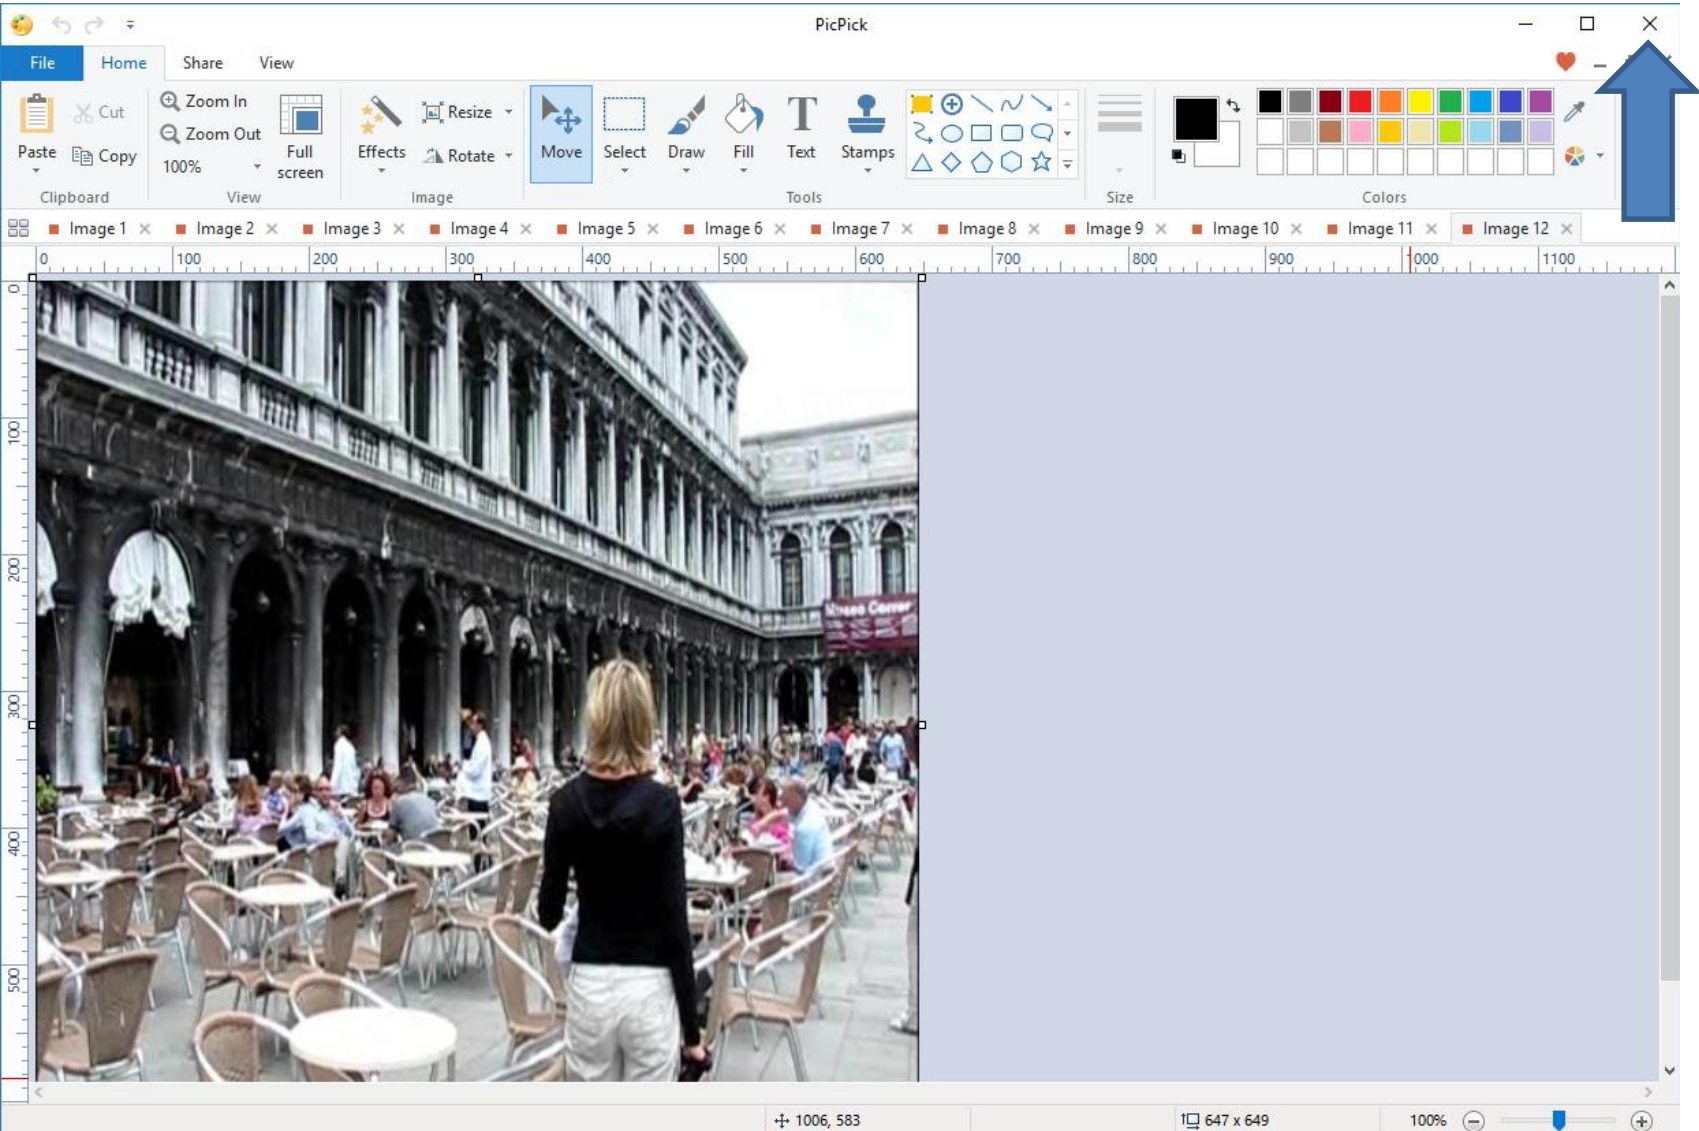 PicPick
File Home Share View
Cut Zoom In Resize
Zoom Out
Paste Copy 100% Full screen Effects Rotate Move Select Draw Fill Text Stamps
Clipboard View Image Tools Size Colors
Image 1 Image 2 Image 3 Image 4 Image 5 Image 6 Image 7 Image 8 Image 9 Image 10 Image 11 Image 12
0 100 200 300 400 500 600 700 800 900 1000 1100
0
100
200
Museo Correr
300
400
500
1006, 583 647 x 649 100%